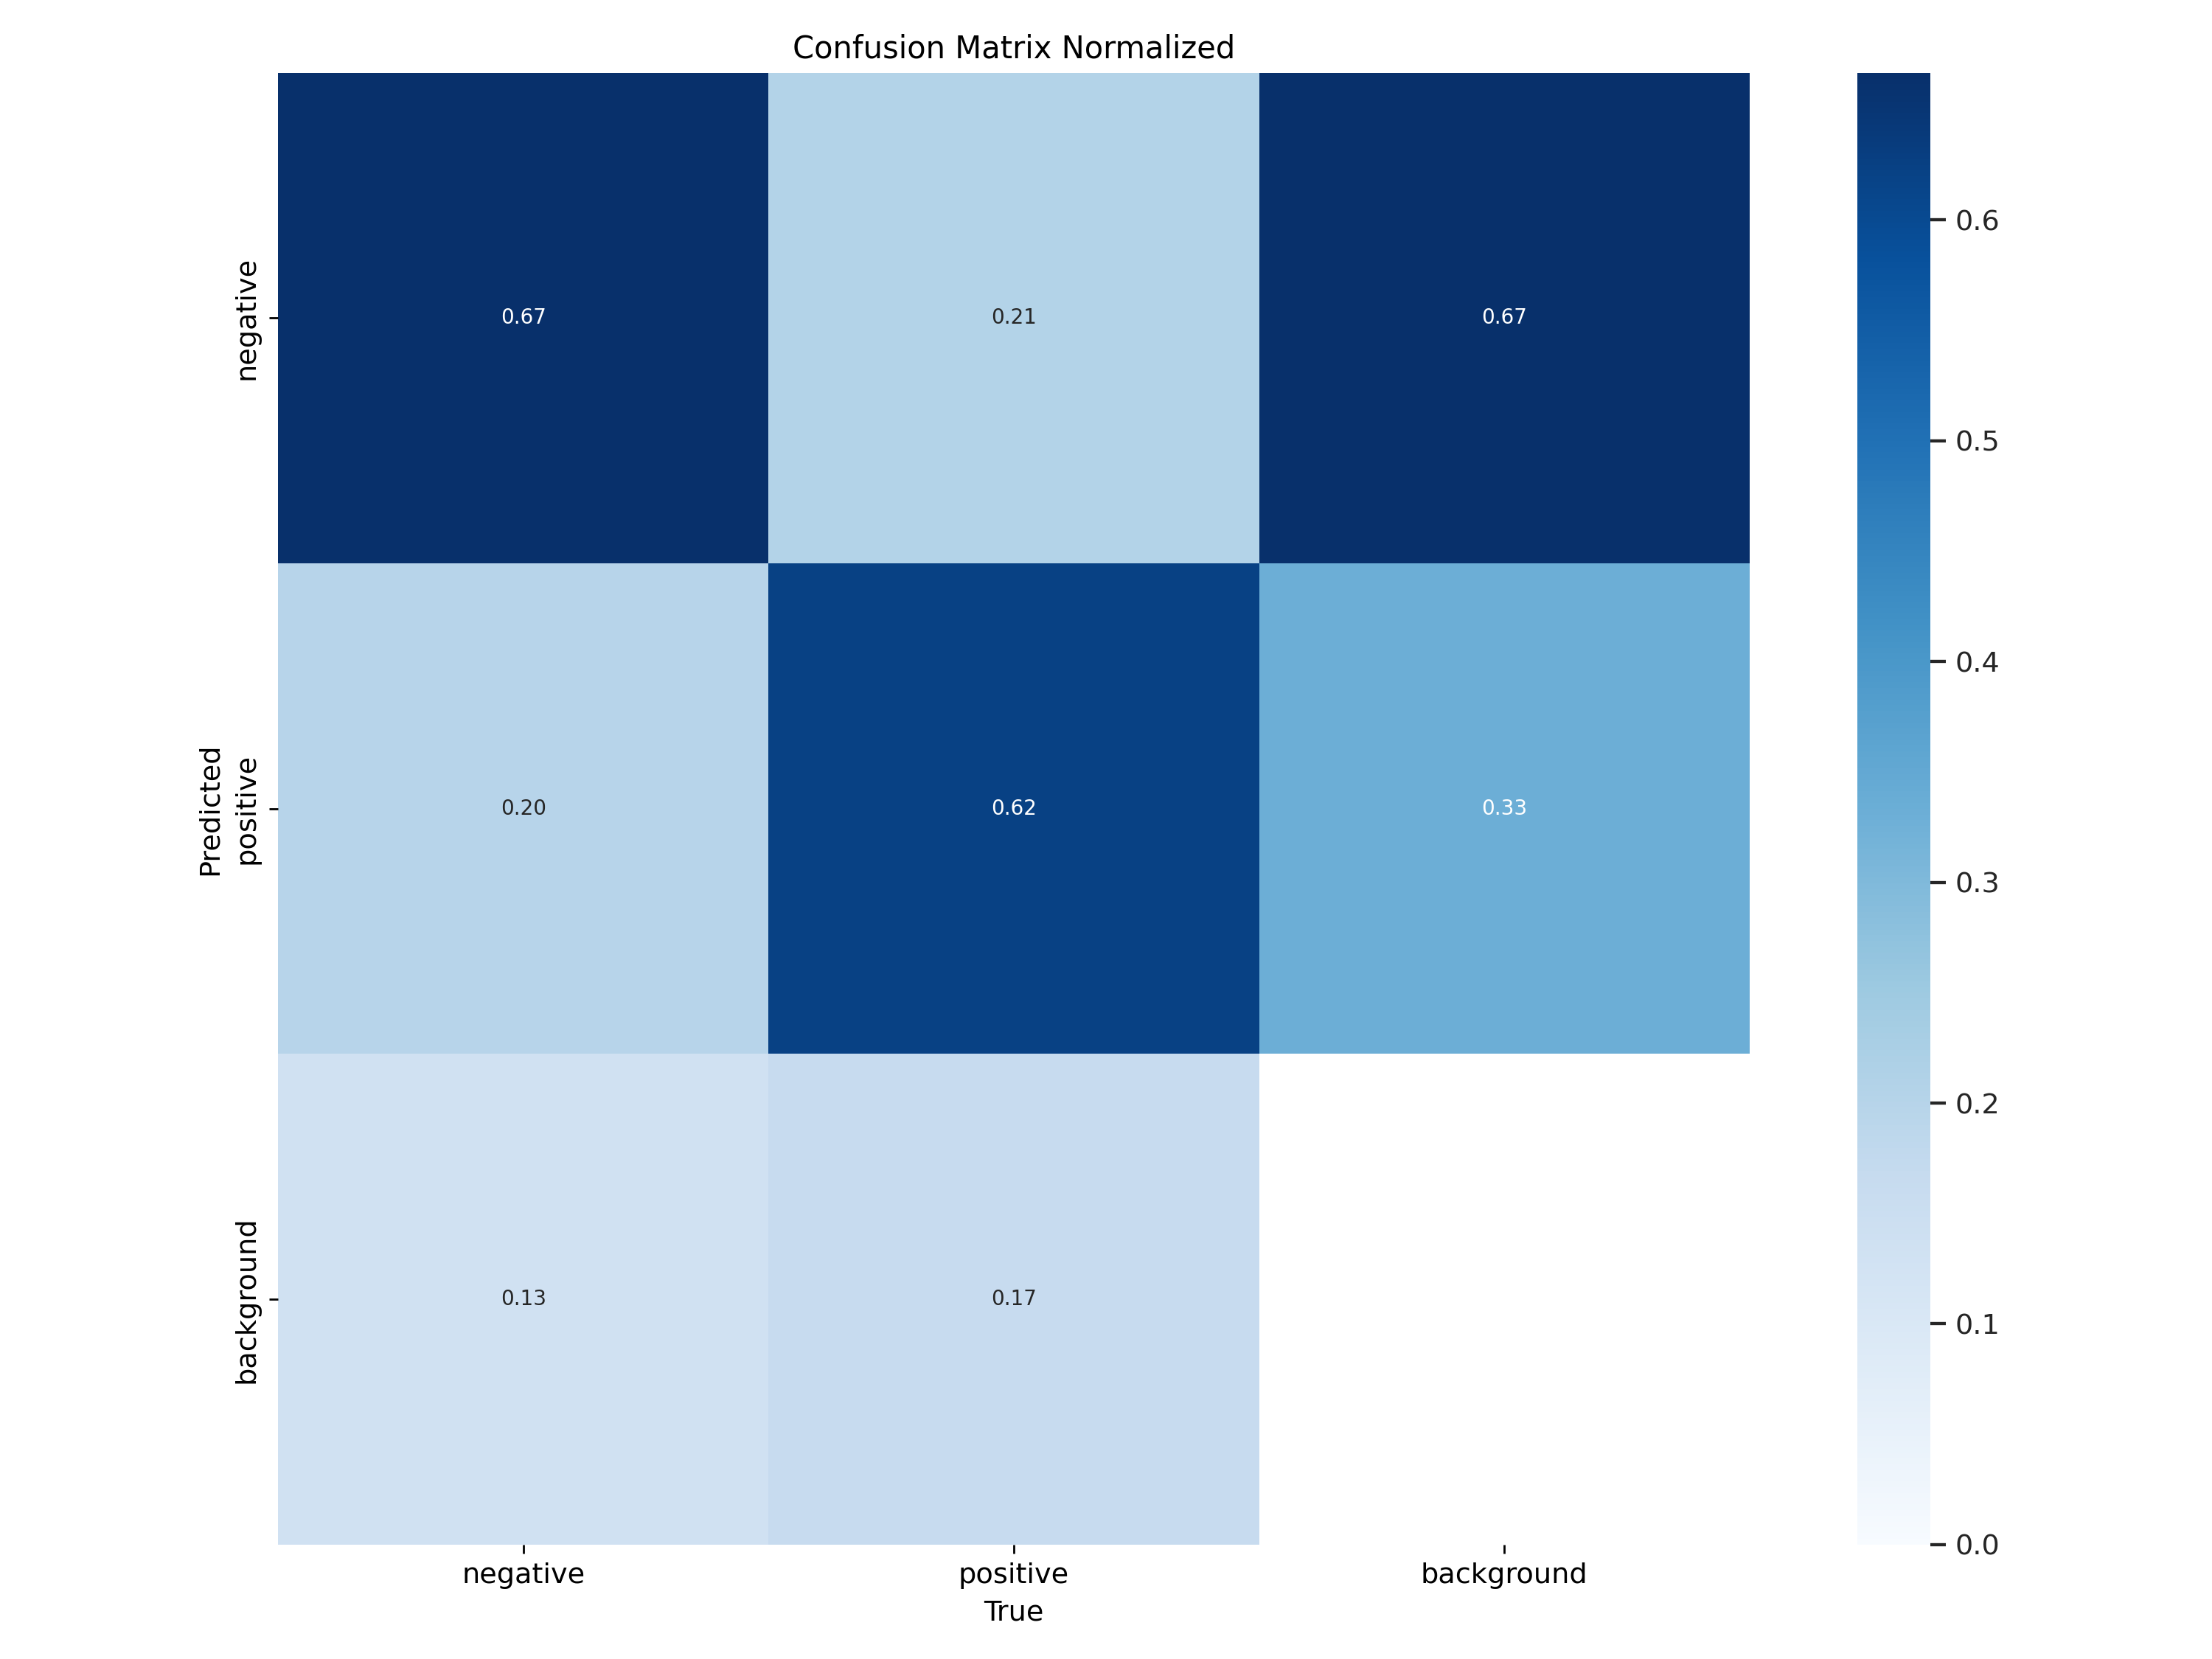 Confusion Matrix Normalized
negative
0.67
0.21
0.67
0.6
0.5
0.4
Predicted
positive
0.20
0.62
0.33
0.3
0.2
background
0.13
0.17
0.1
0.0
negative
positive
background
True